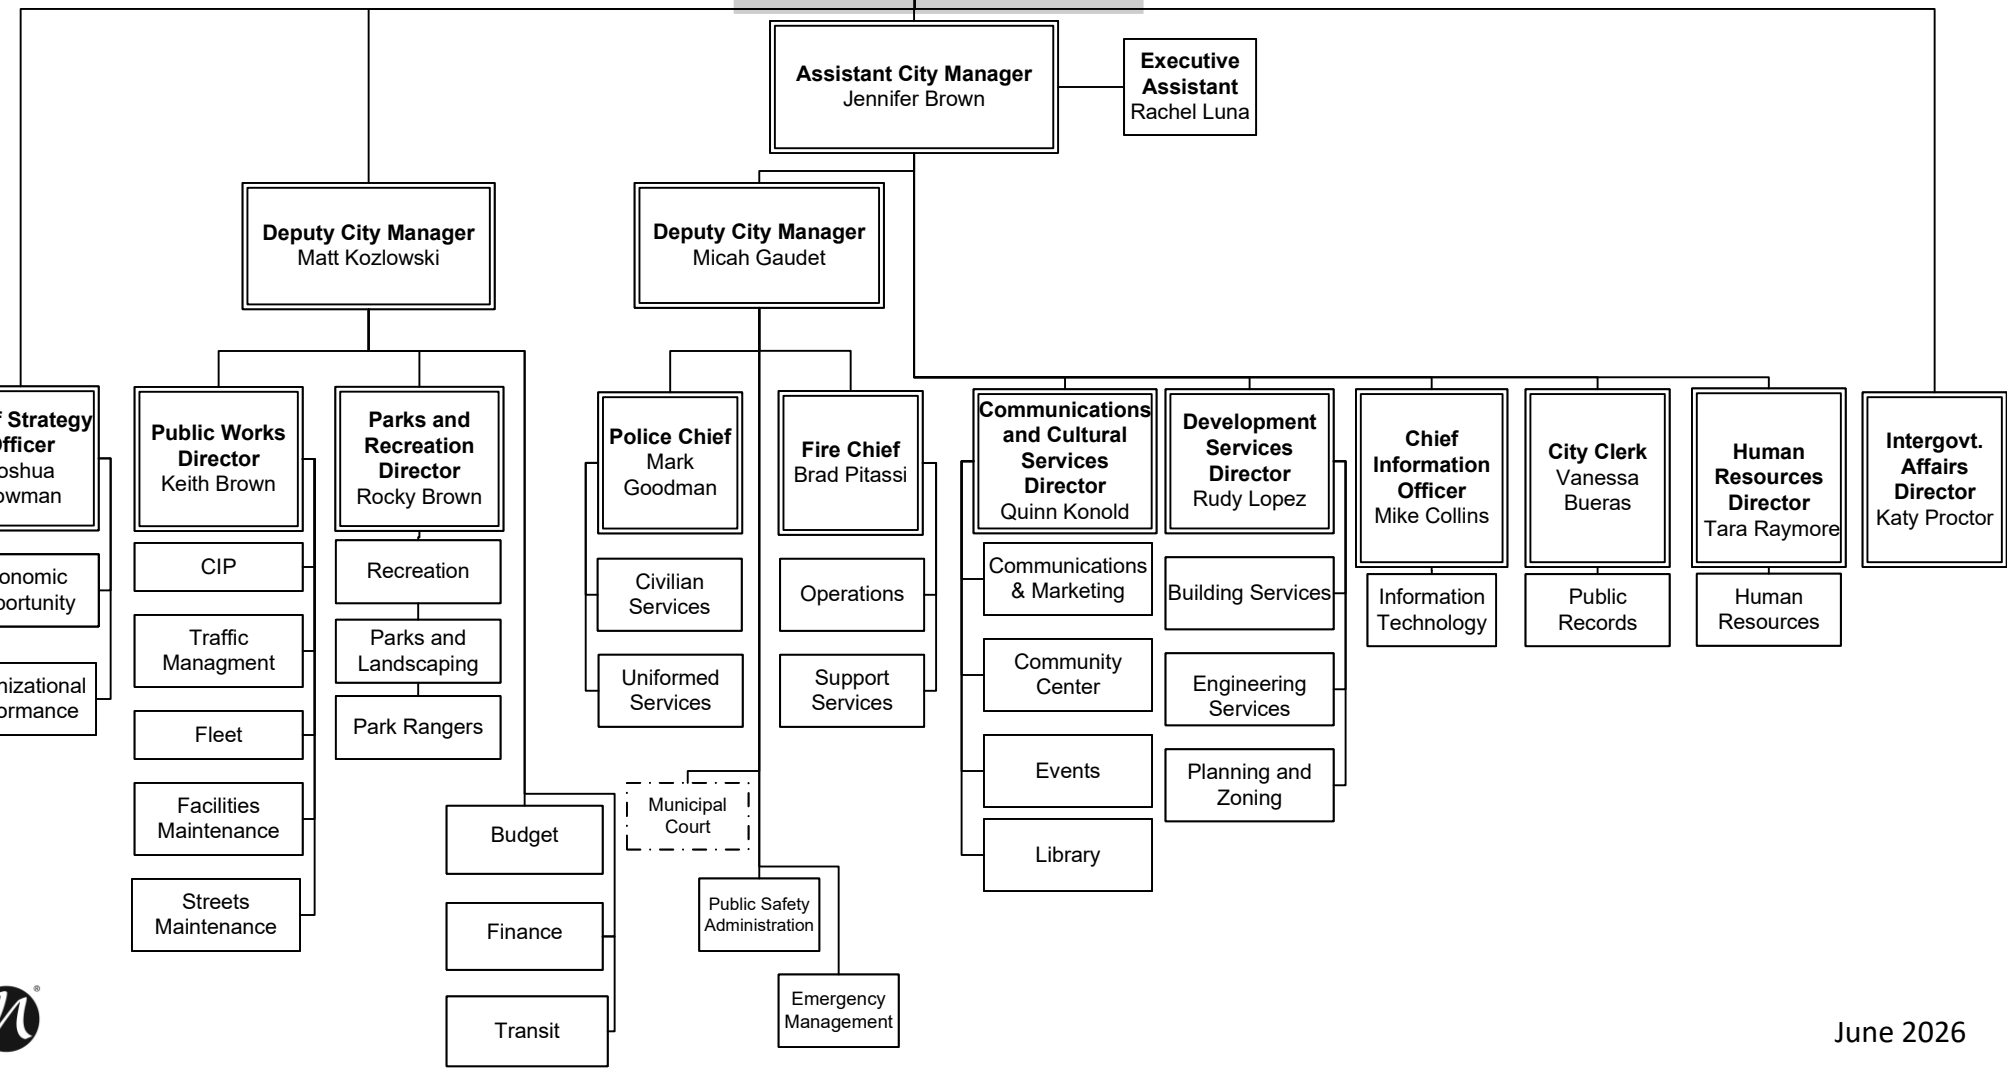 Assistant City Manager
Jennifer Brown
Executive
Assistant
Rachel Luna
Deputy City Manager
Matt Kozlowski
Deputy City Manager
Micah Gaudet
Strategy
Public Works
Director
Keith Brown
Parks and
Recreation
Director
Rocky Brown
Police Chief
Mark
Goodman
Fire Chief
Brad Pitassi
Communications
and Cultural
Services
Director
Quinn Konold
Development
Services
Director
Rudy Lopez
Chief
Information
Officer
Mike Collins
City Clerk
Vanessa
Bueras
Human
Resources
Director
Tara Raymore
Intergovt.
Affairs
Director
Katy Proctor
CIP
Traffic
Managment
Fleet
Facilities
Maintenance
Streets
Maintenance
Recreation
Parks and
Landscaping
Park Rangers
Budget
Finance
Transit
Civilian
Services
Uniformed
Services
Operations
Support
Services
Municipal
Court
Public Safety
Administration
Emergency
Management
Communications
& Marketing
Community
Center
Events
Library
Building Services
Engineering
Services
Planning and
Zoning
Information
Technology
Public
Records
Human
Resources
June 2026